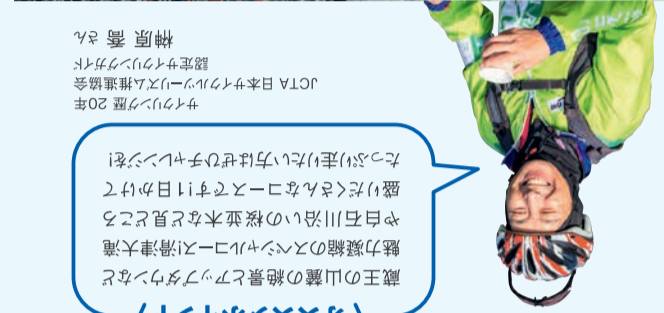 蔵王の山麓の絶景とアップダウンなど
魅力凝縮のスペシャルコース!滑津大滝
や白石川沿いの桜並木など見どころ
盛りだくさんなコースです!1日かけて
たっぷり走りたい方はぜひチャレンジを!
サイクリング歴 20年
JCTA 日本サイクルツーリズム推進協会
認定サイクリングガイド
榊原 喬 さん